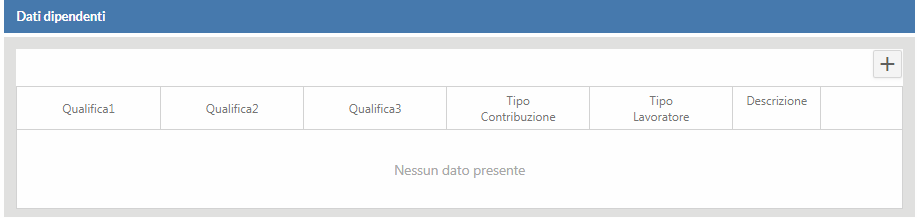 Dati dipendenti
+
Qualifica1 Qualifica2 Qualifica3 Tipo Contribuzione Tipo Lavoratore Descrizione
Nessun dato presente